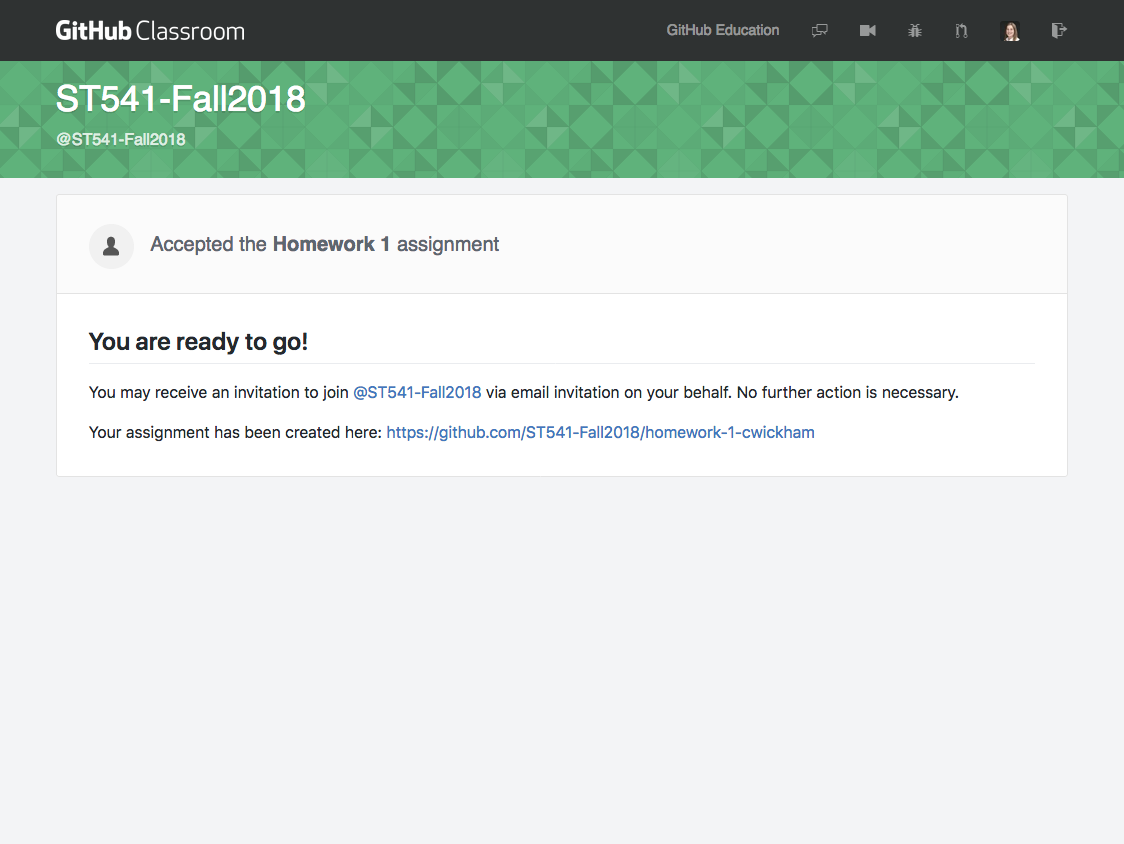 GitHub Classroom
GitHub Education
ST541-Fall2018
@ST541-Fall2018
Accepted the Homework 1 assignment
You are ready to go!
You may receive an invitation to join @ST541-Fall2018 via email invitation on your behalf. No further action is necessary.
Your assignment has been created here: https://github.com/ST541-Fall2018/homework-1-cwickham